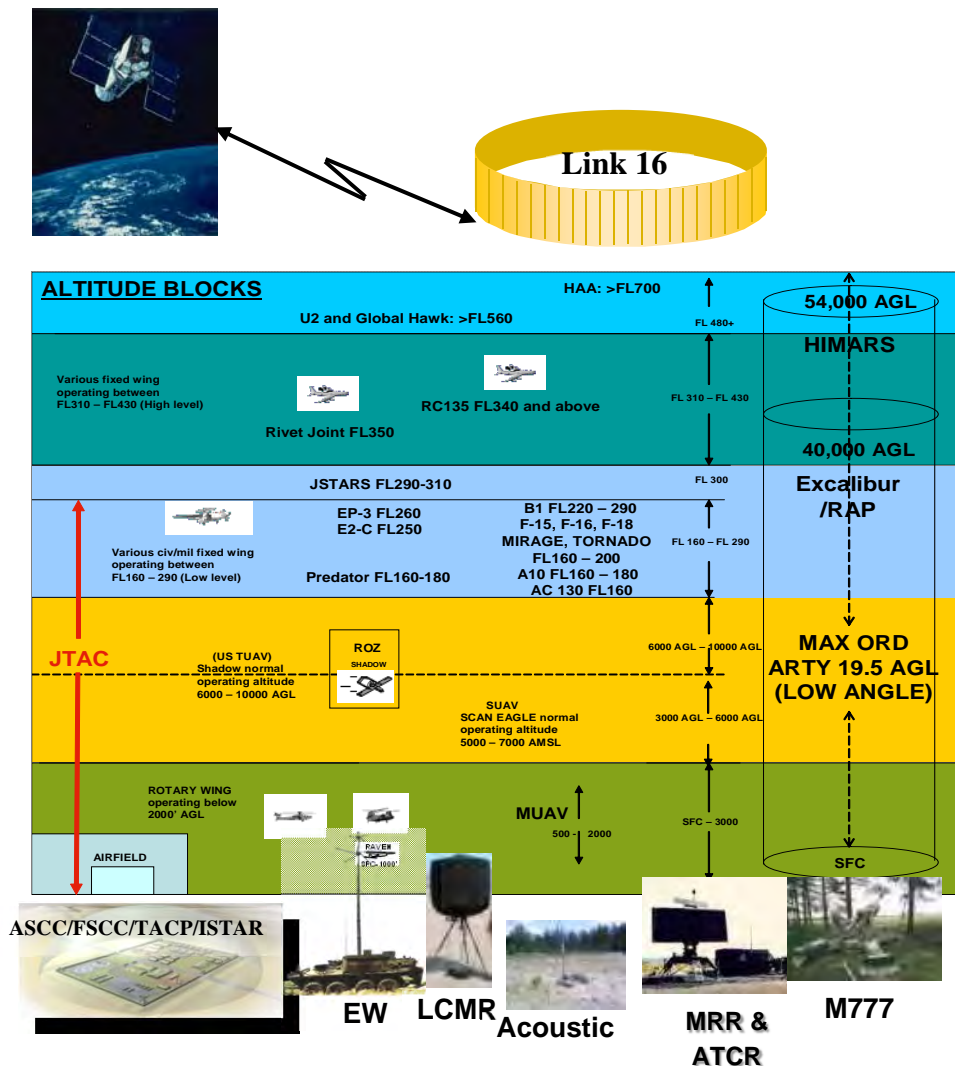 Link 16
ALTITUDE BLOCKS
HAA: >FL700
54,000 AGL
U2 and Global Hawk: >FL560
FL 480+
HIMARS
Various fixed wing
operating between
FL310 – FL430 (High level)
RC135 FL340 and above
FL 310 – FL 430
Rivet Joint FL350
40,000 AGL
JSTARS FL290-310
FL 300
Excalibur
/RAP
EP-3 FL260
E2-C FL250
B1 FL220 – 290
F-15, F-16, F-18
MIRAGE, TORNADO
FL160 – 200
A10 FL160 – 180
AC 130 FL160
FL 160 – FL 290
Various civ/mil fixed wing
operating between
FL160 – 290 (Low level)
Predator FL160-180
JTAC
(US TUAV)
Shadow normal
operating altitude
6000 – 10000 AGL
ROZ
SHADOW
6000 AGL – 10000 AGL
MAX ORD
ARTY 19.5 AGL
(LOW ANGLE)
SUAV
SCAN EAGLE normal
operating altitude
5000 – 7000 AMSL
3000 AGL – 6000 AGL
ROTARY WING
operating below
2000' AGL
MUAV
500 - 2000
SFC – 3000
AIRFIELD
RAVEN
SFC-1000'
SFC
ASCC/FSCC/TACP/ISTAR
EW
LCMR
Acoustic
MRR &
ATCR
M777